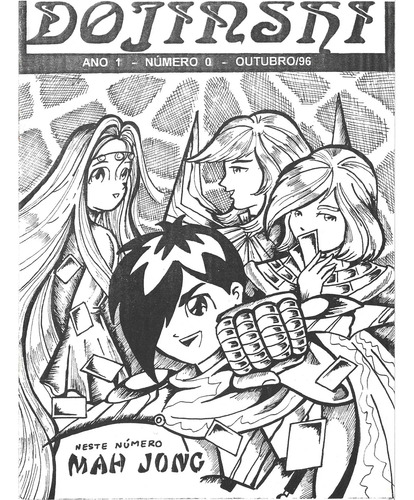 DOJINSHI
ANO 1 - NÚMERO 0 - OUTUBRO/96
NESTE NÚMERO
MAH JONG